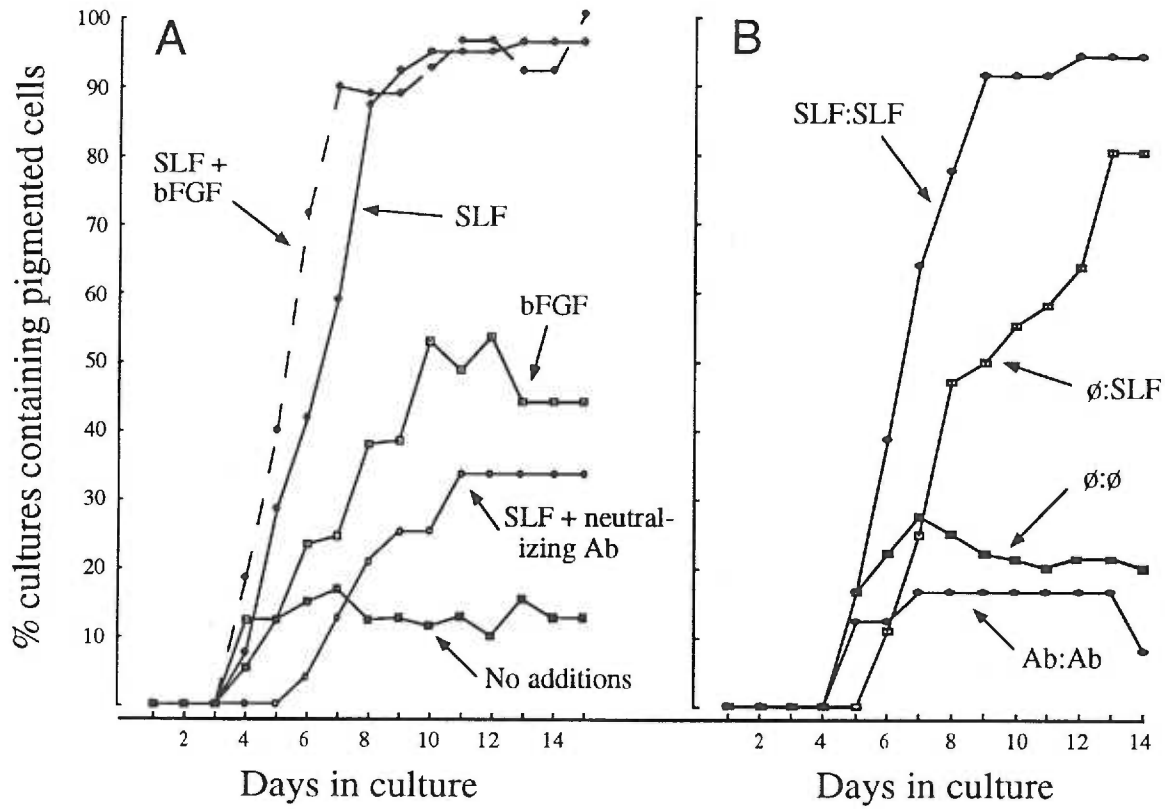 % cultures containing pigmented cells
100
90
80
70
60
50
40
30
20
10
A
SLF +
bFGF
SLF
bFGF
SLF + neutral-
izing Ab
No additions
2 4 6 8 10 12 14
Days in culture
B
SLF:SLF
ø:SLF
ø:ø
Ab:Ab
2 4 6 8 10 12 14
Days in culture